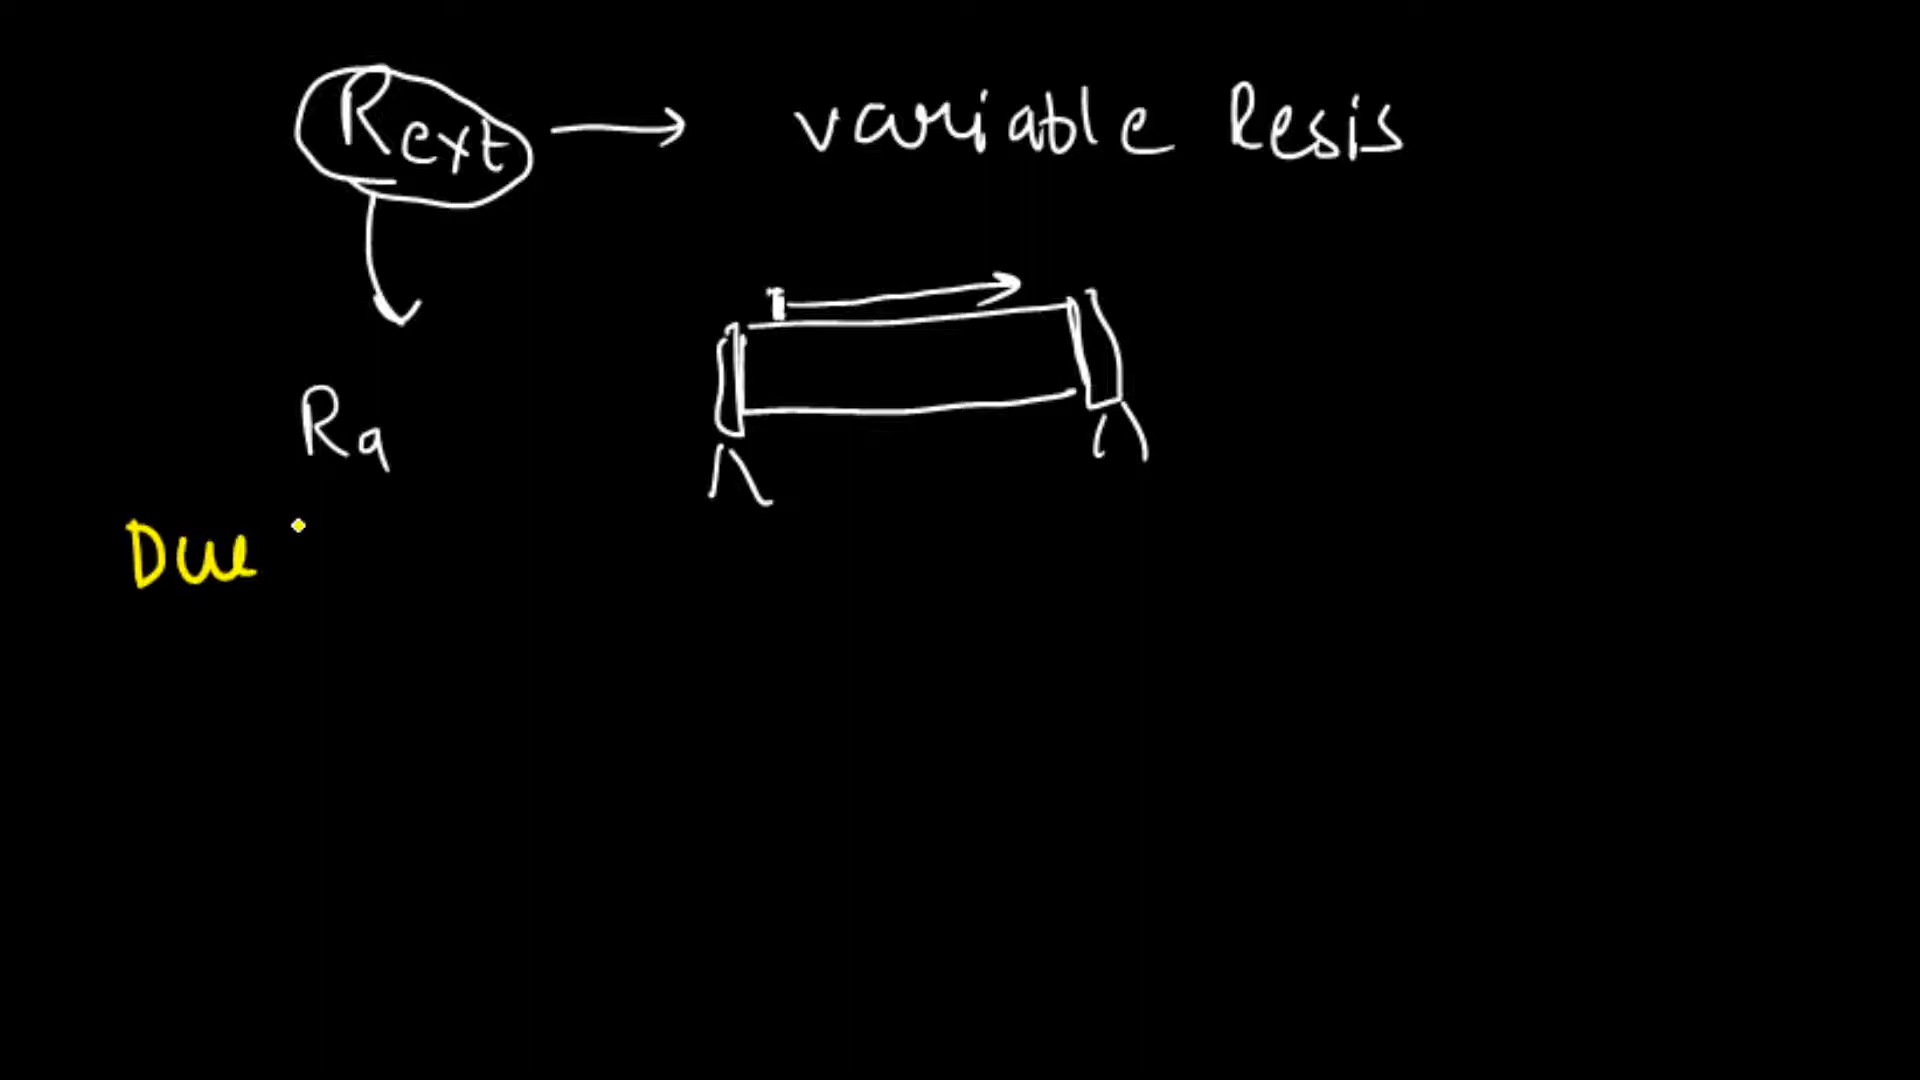 Rext → variable Resis
Ra
Due